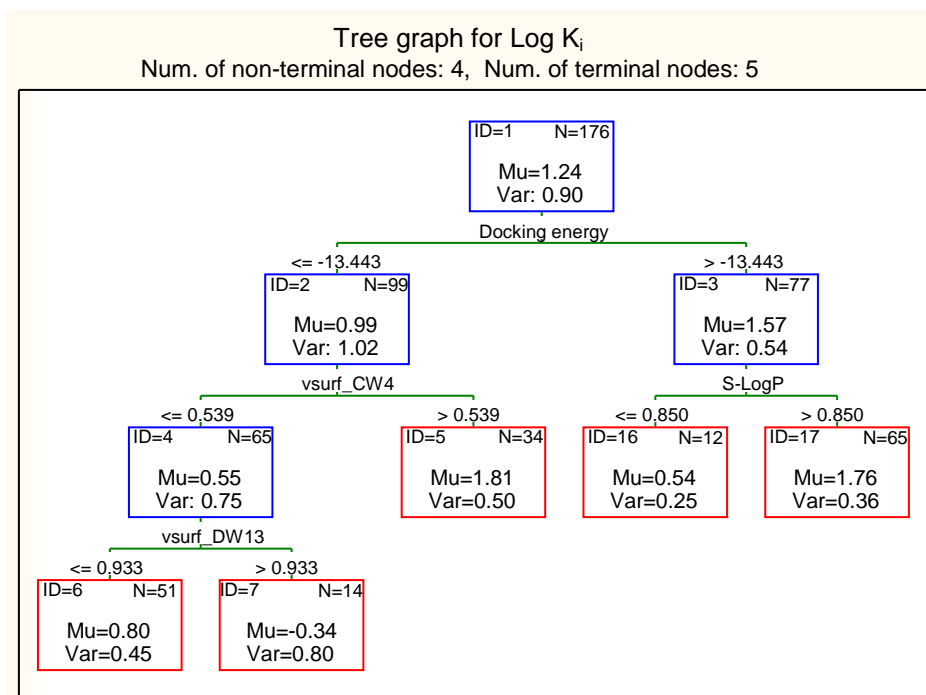 Tree graph for Log Ki
Num. of non-terminal nodes: 4, Num. of terminal nodes: 5
ID=1 N=176
Mu=1.24
Var: 0.90
Docking energy
<= -13.443 > -13.443
ID=2 N=99 ID=3 N=77
Mu=0.99 Mu=1.57
Var: 1.02 Var: 0.54
vsurf_CW4 S-LogP
<= 0.539 > 0.539 <= 0.850 > 0.850
ID=4 N=65 ID=5 N=34 ID=16 N=12 ID=17 N=65
Mu=0.55 Mu=1.81 Mu=0.54 Mu=1.76
Var: 0.75 Var=0.50 Var=0.25 Var=0.36
vsurf_DW13
<= 0.933 > 0.933
ID=6 N=51 ID=7 N=14
Mu=0.80 Mu=-0.34
Var=0.45 Var=0.80